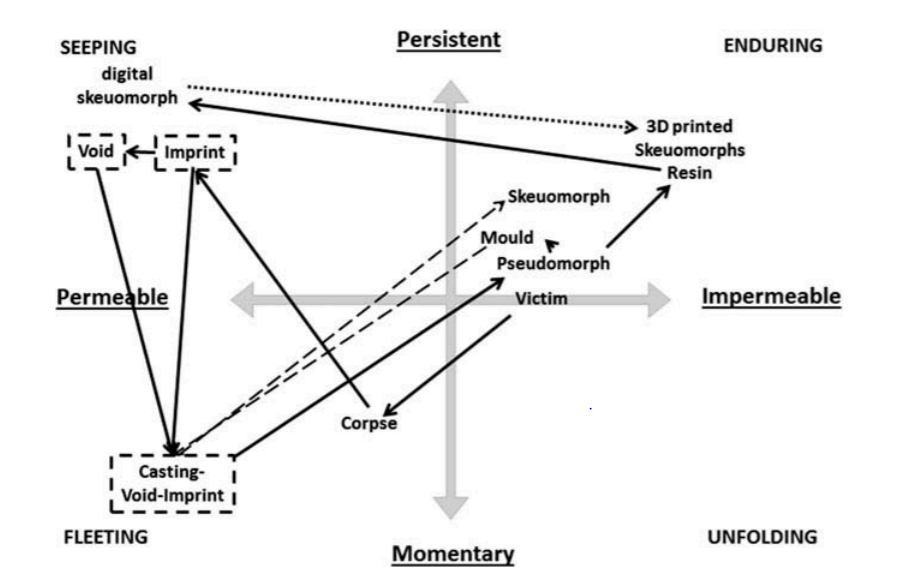 Persistent
SEEPING
ENDURING
digital
skeuomorph
3D printed
Skeuomorphs
Resin
Void
Imprint
Skeuomorph
Mould
Pseudomorph
Permeable
Victim
Impermeable
Corpse
Casting-
Void-Imprint
FLEETING
UNFOLDING
Momentary